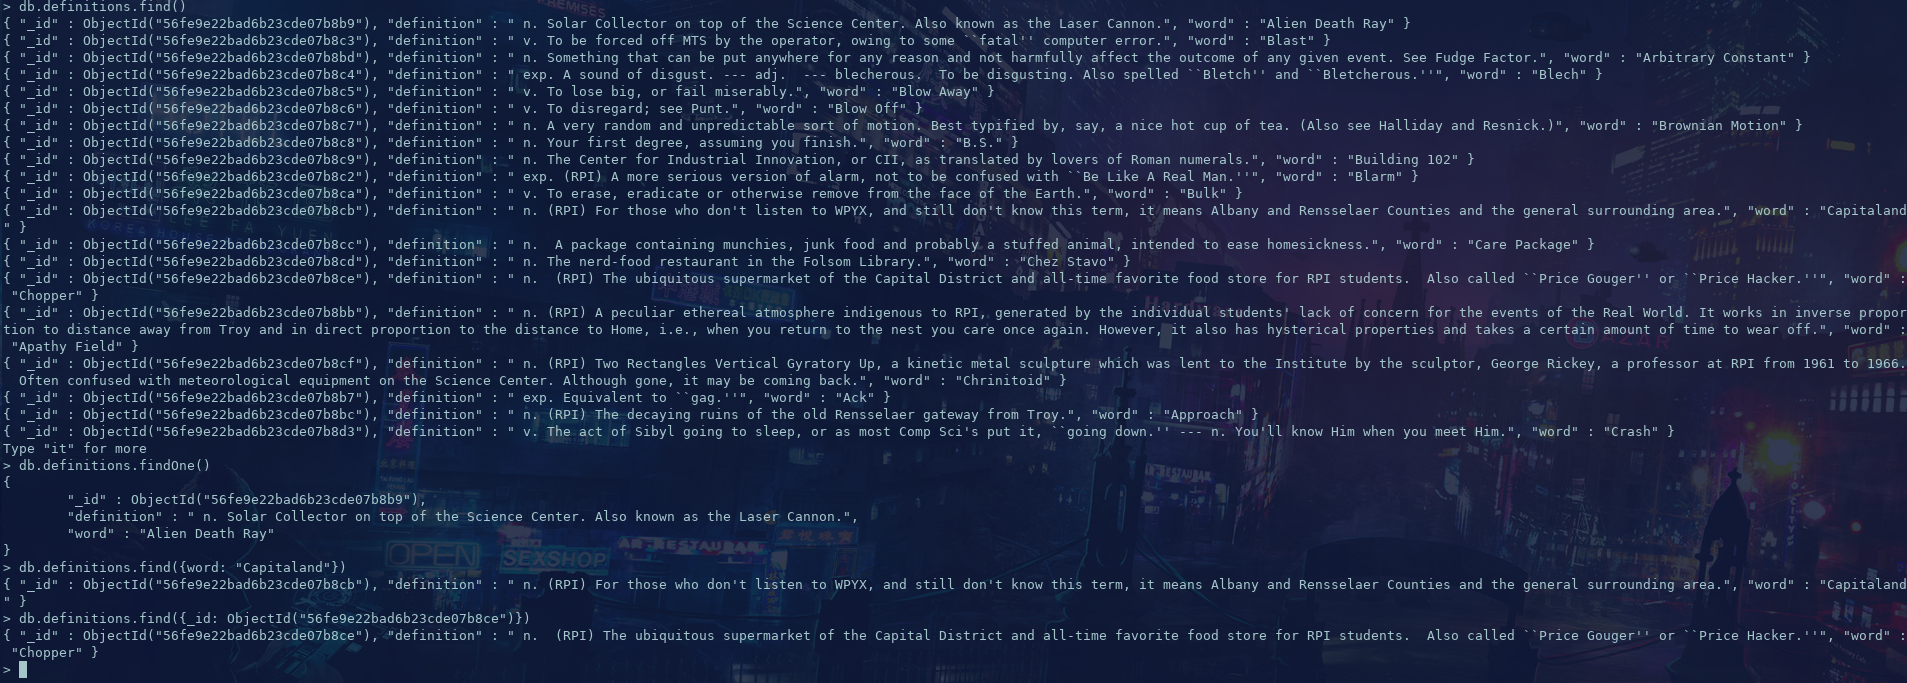 > db.definitions.find()
{ "_id" : ObjectId("56fe9e22bad6b23cde07b8b9"), "definition" : " n. Solar Collector on top of the Science Center. Also known as the Laser Cannon.", "word" : "Alien Death Ray" }
{ "_id" : ObjectId("56fe9e22bad6b23cde07b8c3"), "definition" : " v. To be forced off MTS by the operator, owing to some ``fatal'' computer error.", "word" : "Blast" }
{ "_id" : ObjectId("56fe9e22bad6b23cde07b8bd"), "definition" : " n. Something that can be put anywhere for any reason and not harmfully affect the outcome of any given event. See Fudge Factor.", "word" : "Arbitrary Constant" }
{ "_id" : ObjectId("56fe9e22bad6b23cde07b8c4"), "definition" : " exp. A sound of disgust. --- adj.   --- blecherous.  To be disgusting. Also spelled ``Bletch'' and ``Bletcherous.''", "word" : "Blech" }
{ "_id" : ObjectId("56fe9e22bad6b23cde07b8c5"), "definition" : " v. To lose big, or fail miserably.", "word" : "Blow Away" }
{ "_id" : ObjectId("56fe9e22bad6b23cde07b8c6"), "definition" : " v. To disregard; see Punt.", "word" : "Blow Off" }
{ "_id" : ObjectId("56fe9e22bad6b23cde07b8c7"), "definition" : " n. A very random and unpredictable sort of motion. Best typified by, say, a nice hot cup of tea. (Also see Halliday and Resnick.)", "word" : "Brownian Motion" }
{ "_id" : ObjectId("56fe9e22bad6b23cde07b8c8"), "definition" : " n. Your first degree, assuming you finish.", "word" : "B.S." }
{ "_id" : ObjectId("56fe9e22bad6b23cde07b8c9"), "definition" : " n. The Center for Industrial Innovation, or CII, as translated by lovers of Roman numerals.", "word" : "Building 102" }
{ "_id" : ObjectId("56fe9e22bad6b23cde07b8c2"), "definition" : " exp. (RPI) A more serious version of alarm, not to be confused with ``Be Like A Real Man.''", "word" : "Blarm" }
{ "_id" : ObjectId("56fe9e22bad6b23cde07b8ca"), "definition" : " v. To erase, eradicate or otherwise remove from the face of the Earth.", "word" : "Bulk" }
{ "_id" : ObjectId("56fe9e22bad6b23cde07b8cb"), "definition" : " n. (RPI) For those who don't listen to WPYX, and still don't know this term, it means Albany and Rensselaer Counties and the general surrounding area.", "word" : "Capitaland
" }
{ "_id" : ObjectId("56fe9e22bad6b23cde07b8cc"), "definition" : " n.  A package containing munchies, junk food and probably a stuffed animal, intended to ease homesickness.", "word" : "Care Package" }
{ "_id" : ObjectId("56fe9e22bad6b23cde07b8cd"), "definition" : " n. The nerd-food restaurant in the Folsom Library.", "word" : "Chez Stavo" }
{ "_id" : ObjectId("56fe9e22bad6b23cde07b8ce"), "definition" : " n.  (RPI) The ubiquitous supermarket of the Capital District and all-time favorite food store for RPI students.  Also called ``Price Gouger'' or ``Price Hacker.''", "word" :
 "Chopper" }
{ "_id" : ObjectId("56fe9e22bad6b23cde07b8bb"), "definition" : " n. (RPI) A peculiar ethereal atmosphere indigenous to RPI, generated by the individual students' lack of concern for the events of the Real World. It works in inverse propor
tion to distance away from Troy and in direct proportion to the distance to Home, i.e., when you return to the nest you care once again. However, it also has hysterical properties and takes a certain amount of time to wear off.", "word" :
 "Apathy Field" }
{ "_id" : ObjectId("56fe9e22bad6b23cde07b8cf"), "definition" : " n. (RPI) Two Rectangles Vertical Gyratory Up, a kinetic metal sculpture which was lent to the Institute by the sculptor, George Rickey, a professor at RPI from 1961 to 1966.
  Often confused with meteorological equipment on the Science Center. Although gone, it may be coming back.", "word" : "Chrinitoid" }
{ "_id" : ObjectId("56fe9e22bad6b23cde07b8b7"), "definition" : " exp. Equivalent to ``gag.''", "word" : "Ack" }
{ "_id" : ObjectId("56fe9e22bad6b23cde07b8bc"), "definition" : " n. (RPI) The decaying ruins of the old Rensselaer gateway from Troy.", "word" : "Approach" }
{ "_id" : ObjectId("56fe9e22bad6b23cde07b8d3"), "definition" : " v. The act of Sibyl going to sleep, or as most Comp Sci's put it, ``going down.'' --- n. You'll know Him when you meet Him.", "word" : "Crash" }
Type "it" for more
> db.definitions.findOne()
{
        "_id" : ObjectId("56fe9e22bad6b23cde07b8b9"),
        "definition" : " n. Solar Collector on top of the Science Center. Also known as the Laser Cannon.",
        "word" : "Alien Death Ray"
}
> db.definitions.find({word: "Capitaland"})
{ "_id" : ObjectId("56fe9e22bad6b23cde07b8cb"), "definition" : " n. (RPI) For those who don't listen to WPYX, and still don't know this term, it means Albany and Rensselaer Counties and the general surrounding area.", "word" : "Capitaland
" }
> db.definitions.find({_id: ObjectId("56fe9e22bad6b23cde07b8ce")})
{ "_id" : ObjectId("56fe9e22bad6b23cde07b8ce"), "definition" : " n.  (RPI) The ubiquitous supermarket of the Capital District and all-time favorite food store for RPI students.  Also called ``Price Gouger'' or ``Price Hacker.''", "word" :
 "Chopper" }
>
OPEN
SEXSHOP